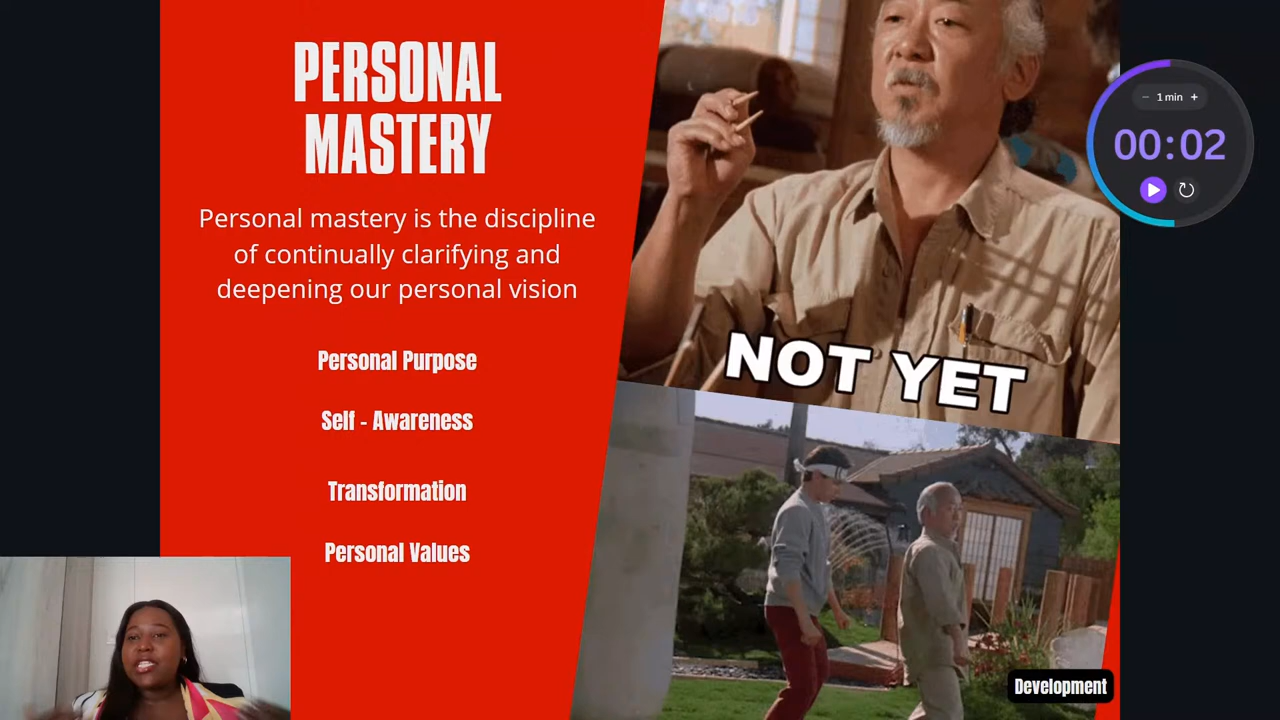 PERSONAL
MASTERY
Personal mastery is the discipline
of continually clarifying and
deepening our personal vision
Personal Purpose
Self - Awareness
Transformation
Personal Values
NOT YET
Development
− 1 min +
00:02